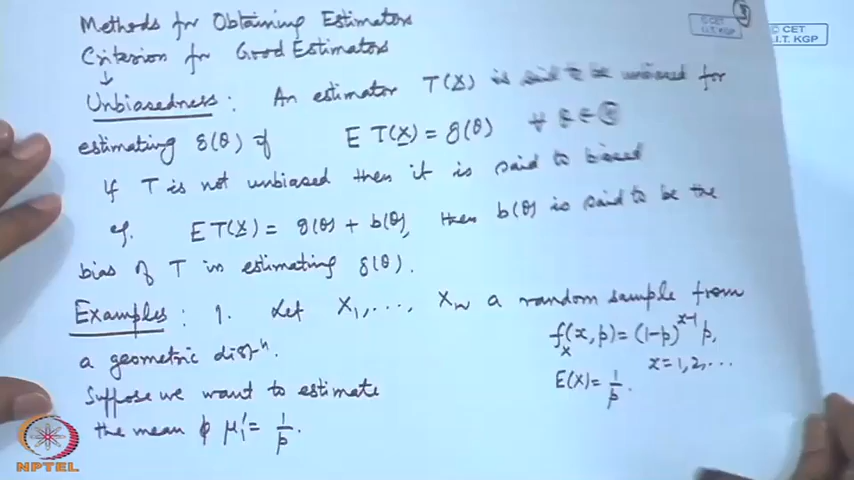 Methods for Obtaining Estimators
Criterion for Good Estimators
↓
Unbiasedness : An estimator T(X) is said to be unbiased for
estimating g(θ) if E T(X) = g(θ) ∀ θ ∈ Ⓗ
If T is not unbiased then it is said to biased
eg. E T(X) = g(θ) + b(θ), then b(θ) is said to be the
bias of T in estimating g(θ).
Examples : 1. Let X₁, ..., Xₙ a random sample from
a geometric distⁿ. f_X(x, p) = (1-p)^{x-1} p,
x = 1, 2, ...
Suppose we want to estimate E(X) = 1/p.
the mean μ₁' = 1/p.
© CET
I.I.T. KGP
© CET
I.I.T. KGP
NPTEL